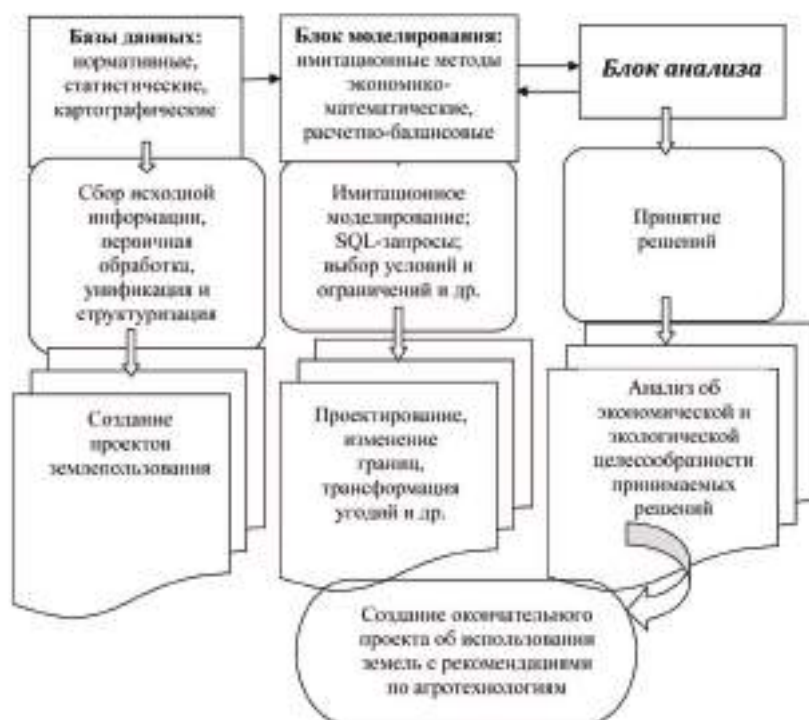 Базы данных:
нормативные,
статистические,
картографические
Блок моделирования:
имитационные методы
экономико-
математические,
расчетно-балансовые
Блок анализа
Сбор исходной
информации,
первичная
обработка,
унификация и
структуризация
Имитационное
моделирование;
SQL-запросы;
выбор условий и
ограничений и др.
Принятие
решений
Создание
проектов
землепользования
Проектирование,
изменение
границ,
трансформация
угодий и др.
Анализ об
экономической и
экологической
целесообразности
принимаемых
решений
Создание окончательного
проекта об использовании
земель с рекомендациями
по агротехнологиям